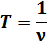 T = 1/ν